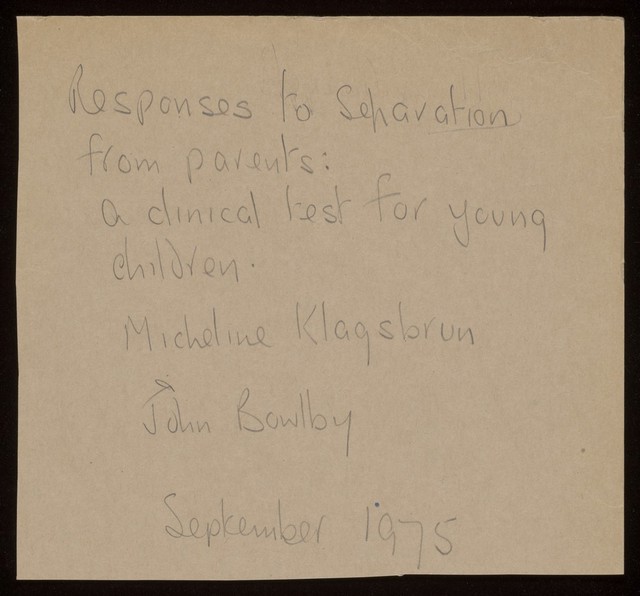 Responses to Separation
from parents:
a clinical test for young
children.
Micheline Klagsbrun
&
John Bowlby
September 1975